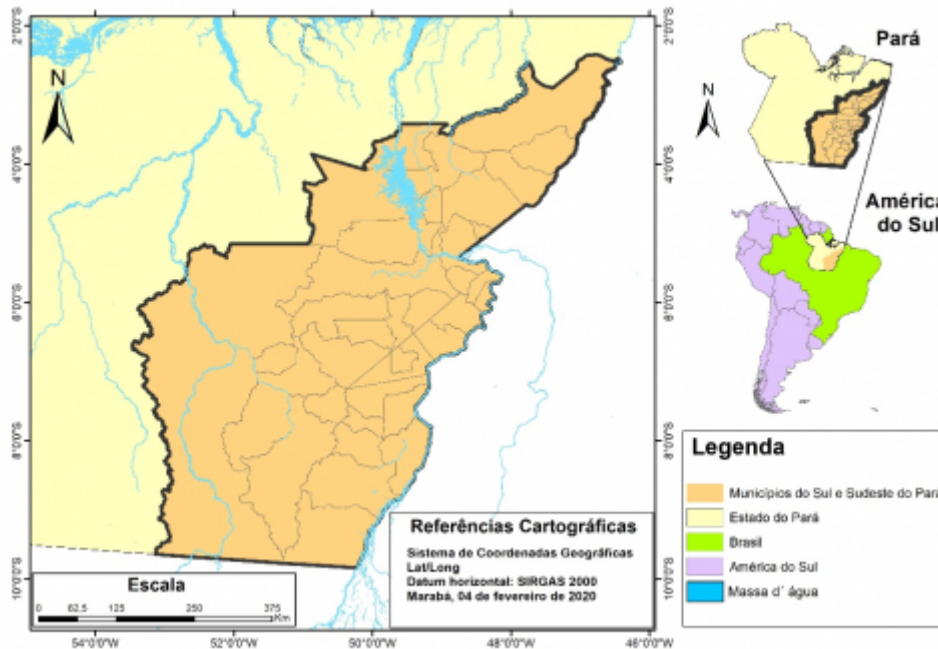 2°0'0"S
4°0'0"S
6°0'0"S
8°0'0"S
10°0'0"S
N
2°0'0"S
4°0'0"S
6°0'0"S
8°0'0"S
10°0'0"S
54°0'0"W
52°0'0"W
50°0'0"W
48°0'0"W
46°0'0"W
Escala
0 62,5 125 250 375
Km
Referências Cartográficas
Sistema de Coordenadas Geográficas
Lat/Long
Datum horizontal: SIRGAS 2000
Marabá, 04 de fevereiro de 2020
Pará
N
América
do Sul
Legenda
Municípios do Sul e Sudeste do Pará
Estado do Pará
Brasil
América do Sul
Massa d´ água